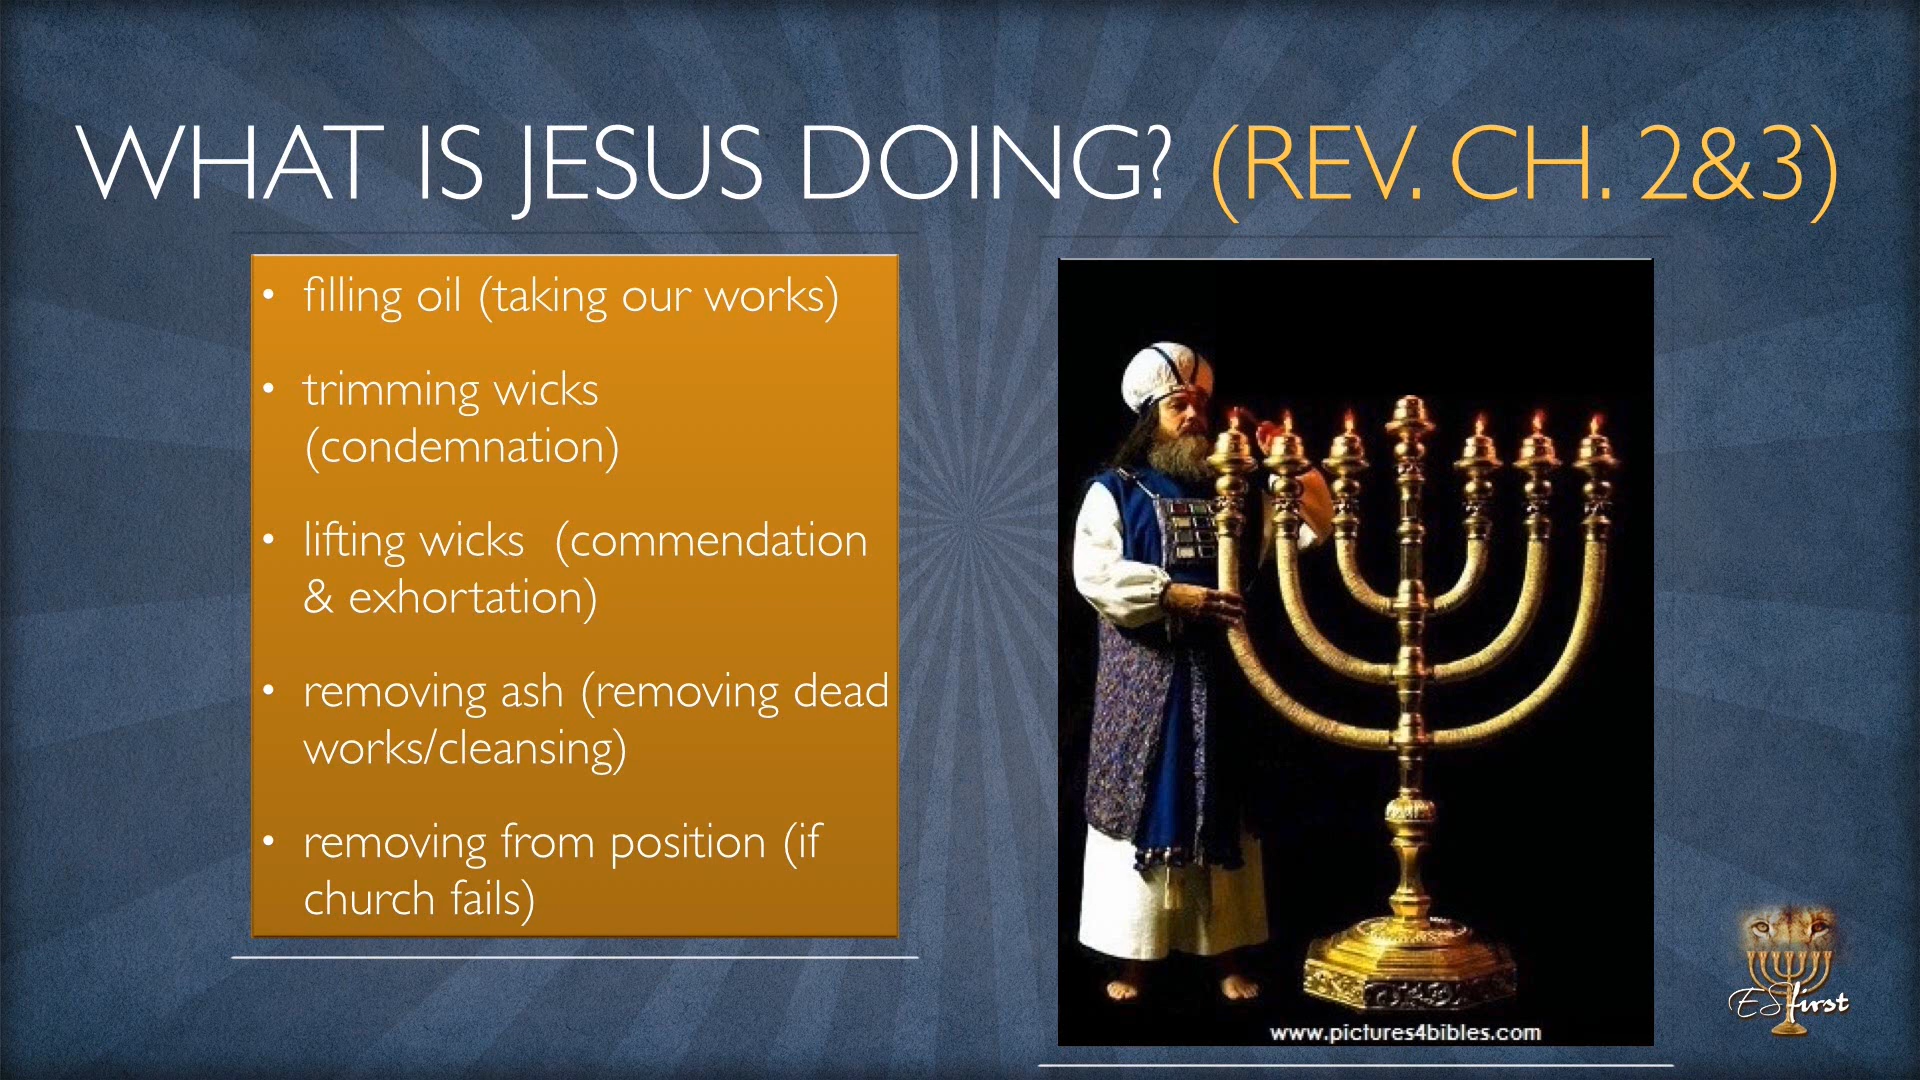 WHAT IS JESUS DOING? (REV. CH. 2&3)
• filling oil (taking our works)
• trimming wicks
(condemnation)
• lifting wicks (commendation
& exhortation)
• removing ash (removing dead
works/cleansing)
• removing from position (if
church fails)
www.pictures4bibles.com
ESfirst